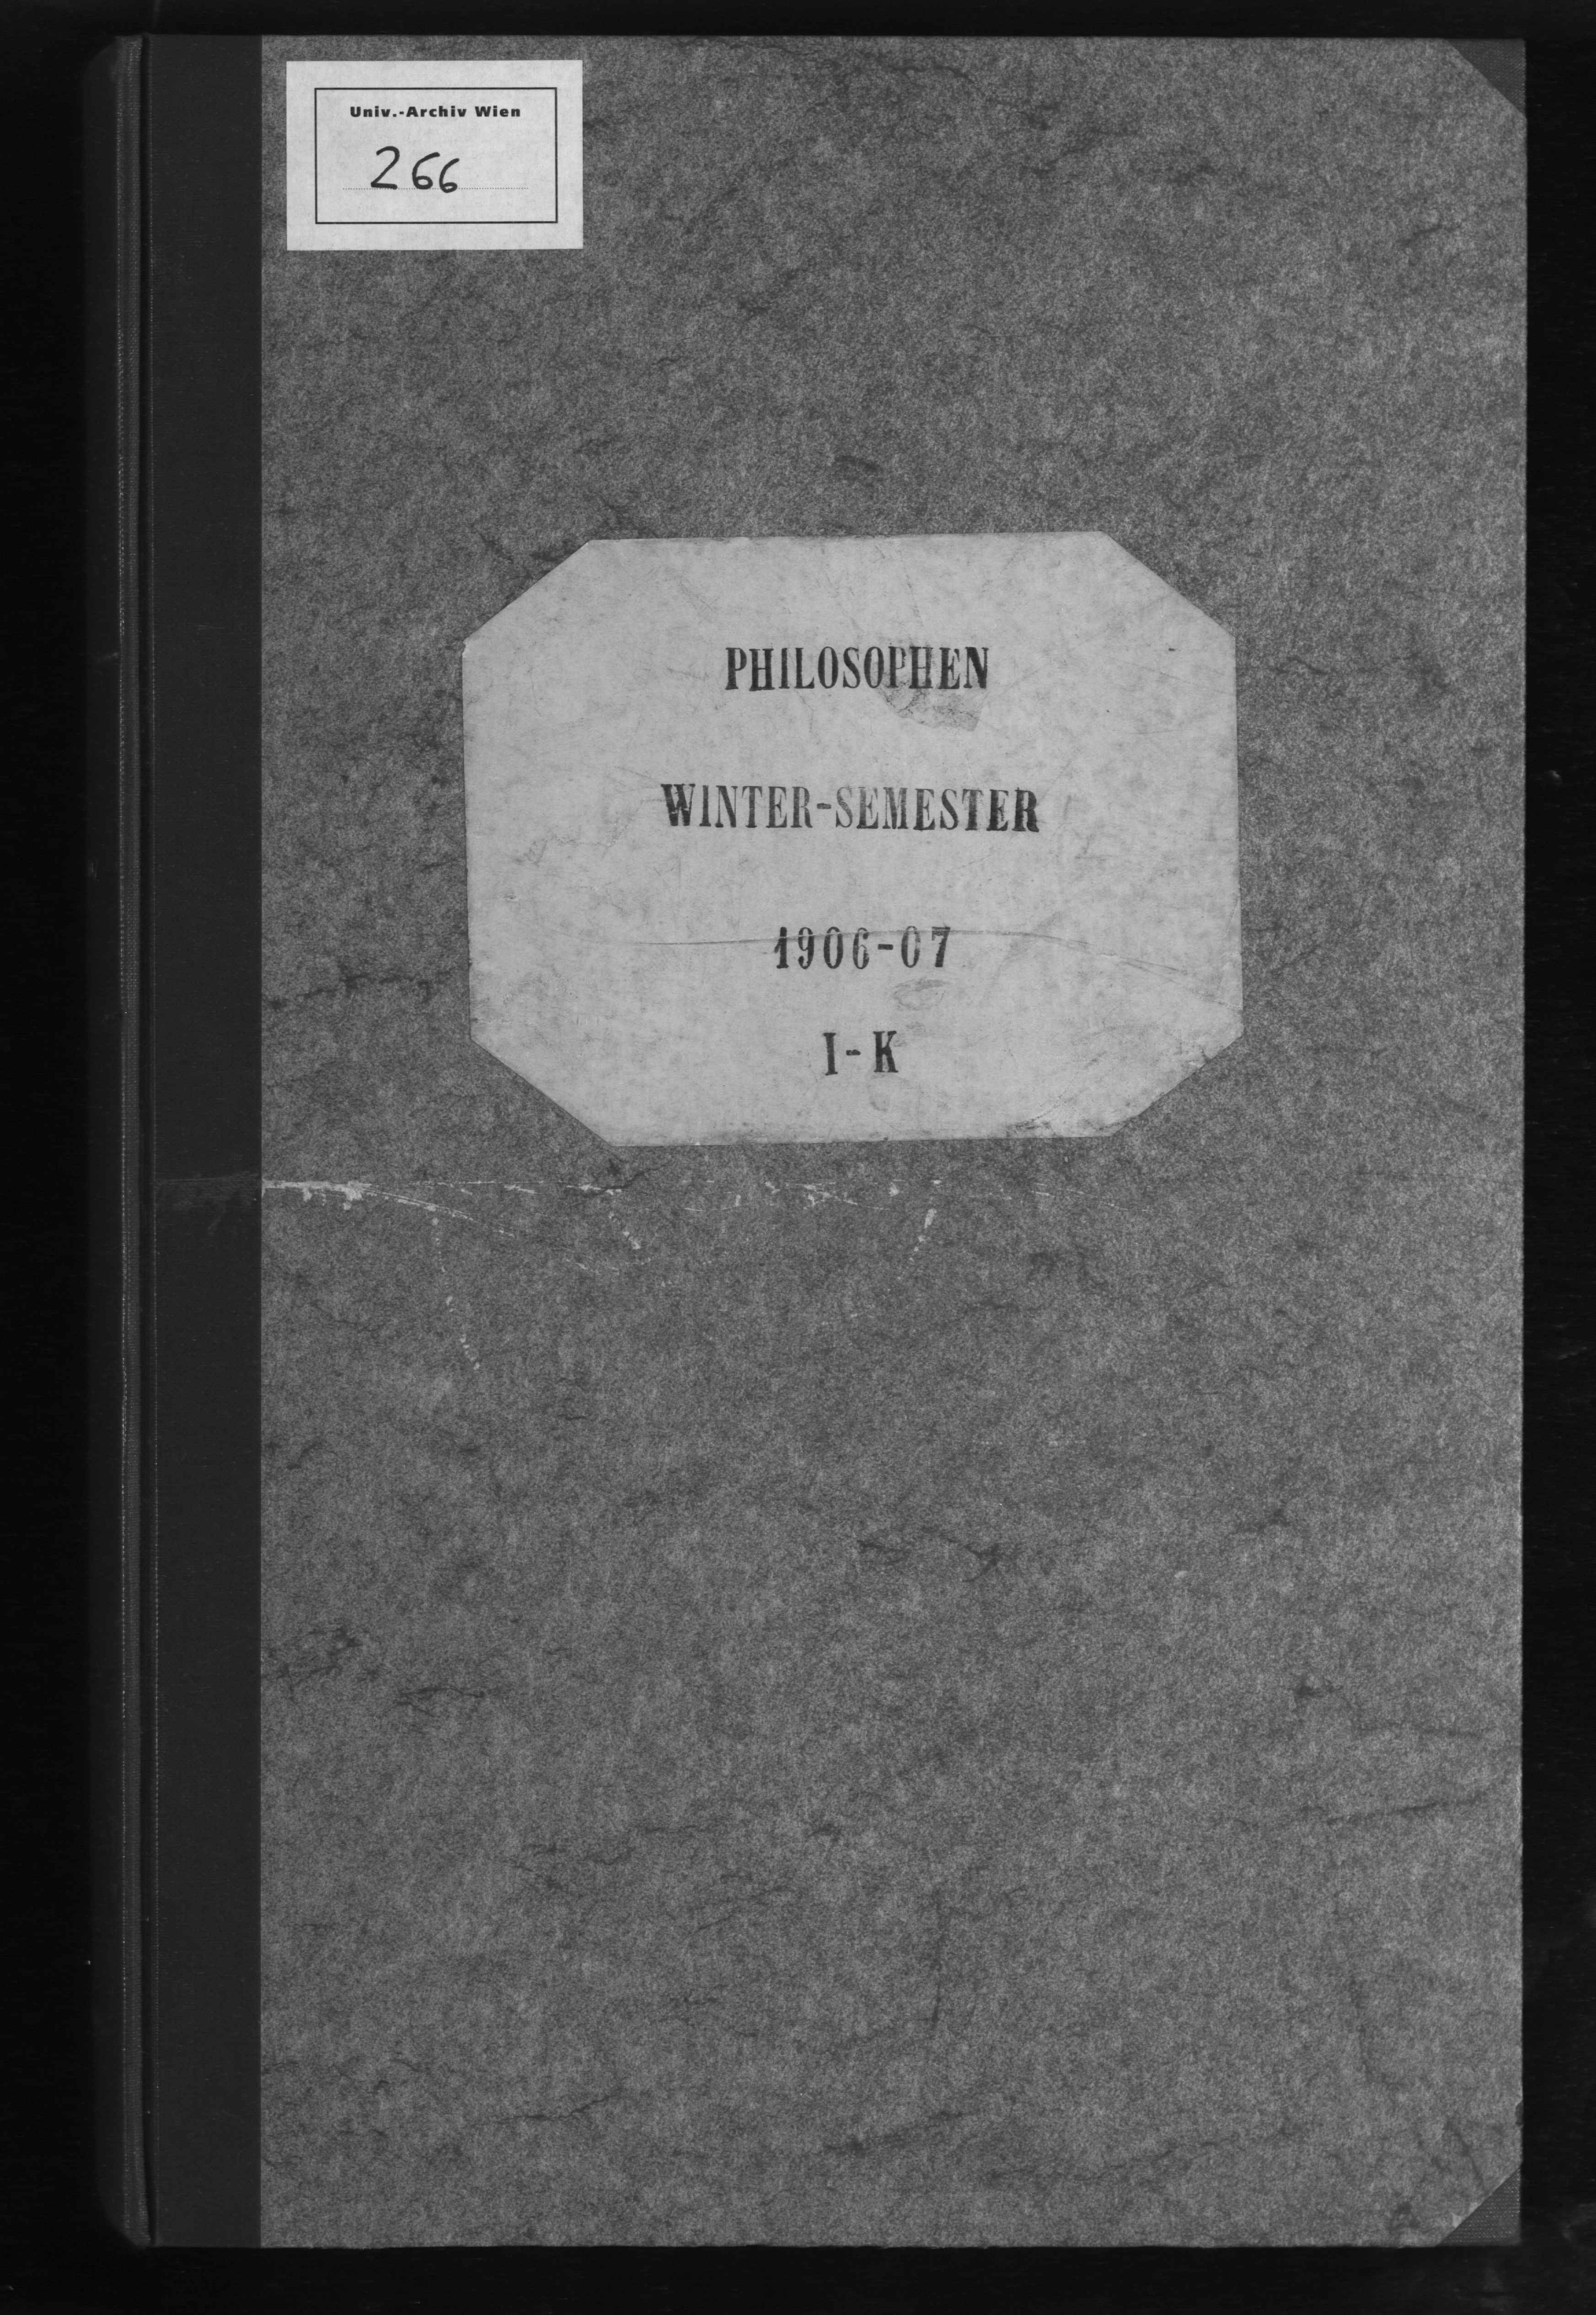 Univ.-Archiv Wien
266
PHILOSOPHEN
WINTER-SEMESTER
1906-07
I-K